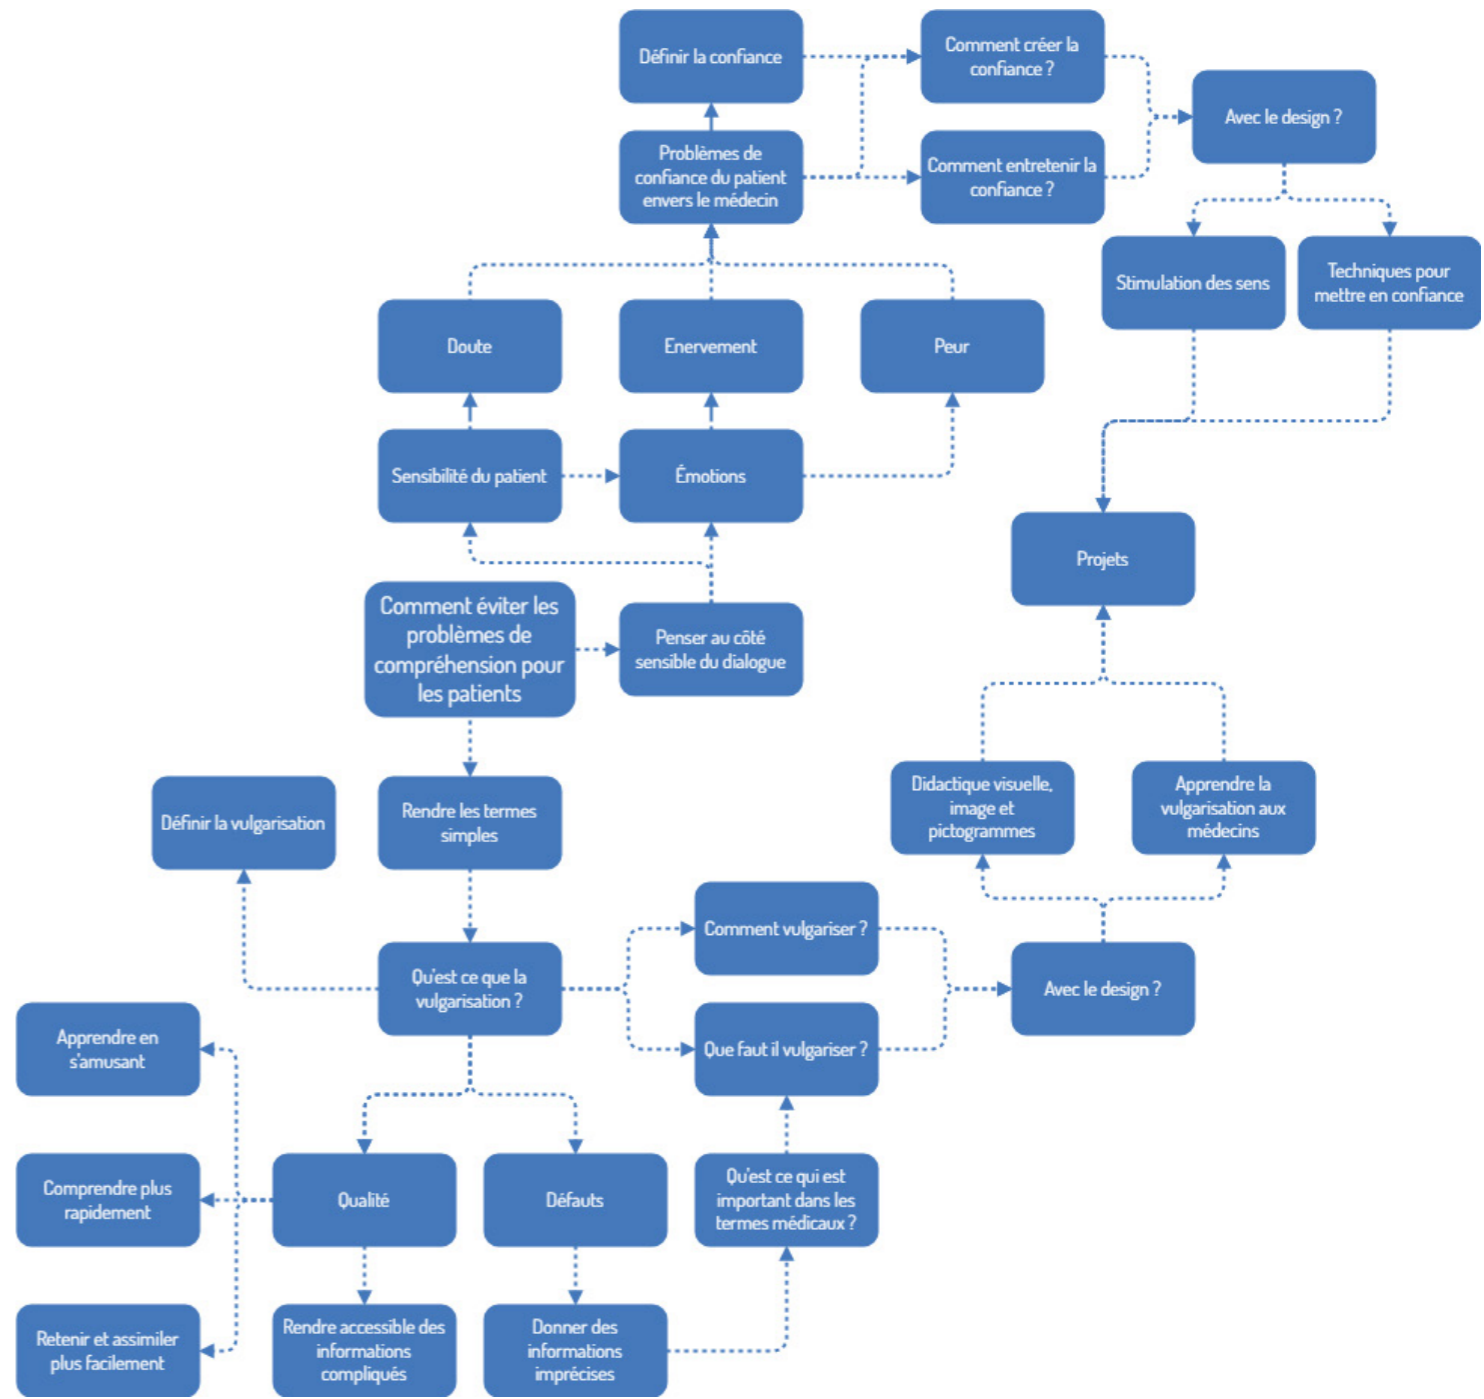 Définir la confiance
Comment créer la
confiance ?
Avec le design ?
Problèmes de
confiance du patient
envers le médecin
Comment entretenir la
confiance ?
Stimulation des sens
Techniques pour
mettre en confiance
Doute
Enervement
Peur
Sensibilité du patient
Émotions
Projets
Comment éviter les
problèmes de
compréhension pour
les patients
Penser au côté
sensible du dialogue
Définir la vulgarisation
Rendre les termes
simples
Didactique visuelle,
image et
pictogrammes
Apprendre la
vulgarisation aux
médecins
Comment vulgariser ?
Qu'est ce que la
vulgarisation ?
Avec le design ?
Apprendre en
s'amusant
Que faut il vulgariser ?
Comprendre plus
rapidement
Qualité
Défauts
Qu'est ce qui est
important dans les
termes médicaux ?
Retenir et assimiler
plus facilement
Rendre accessible des
informations
compliqués
Donner des
informations
imprécises